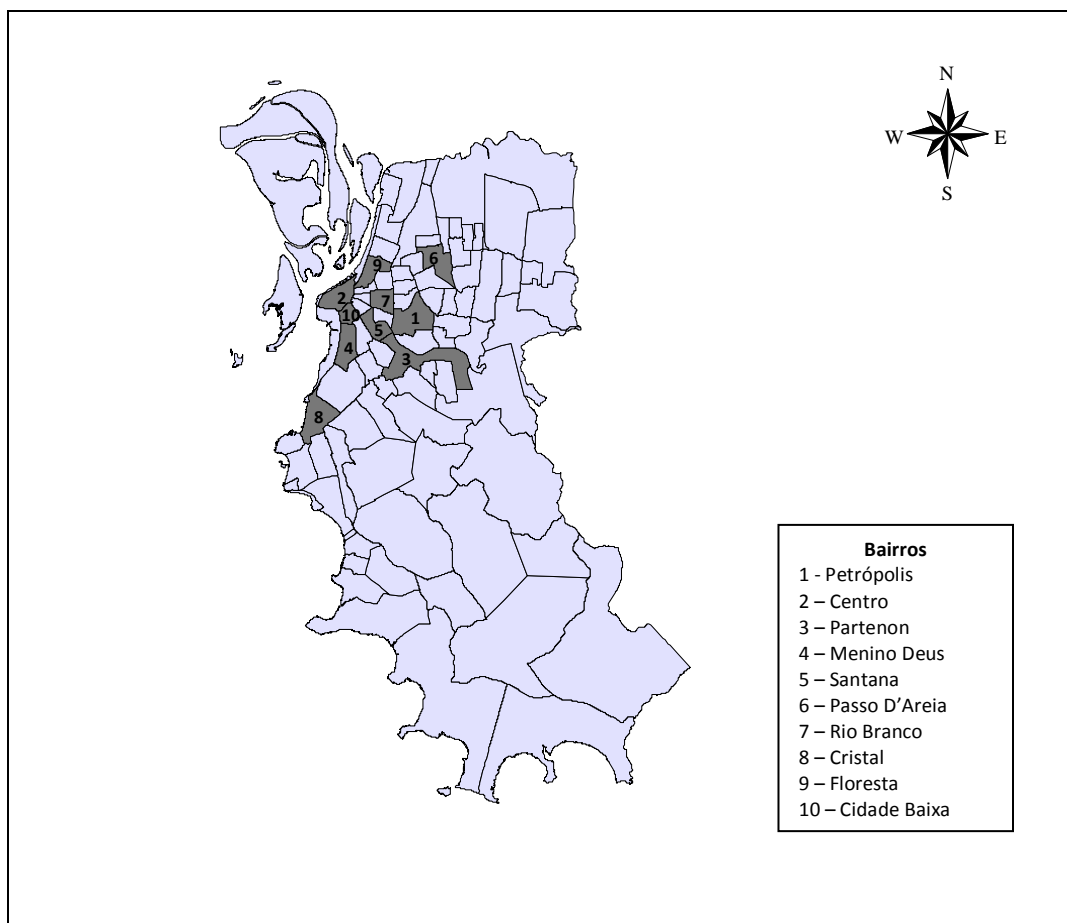 N
W E
S
6
9
2
7
10
1
5
4
3
8
Bairros
1 - Petrópolis
2 – Centro
3 – Partenon
4 – Menino Deus
5 – Santana
6 – Passo D’Areia
7 – Rio Branco
8 – Cristal
9 – Floresta
10 – Cidade Baixa